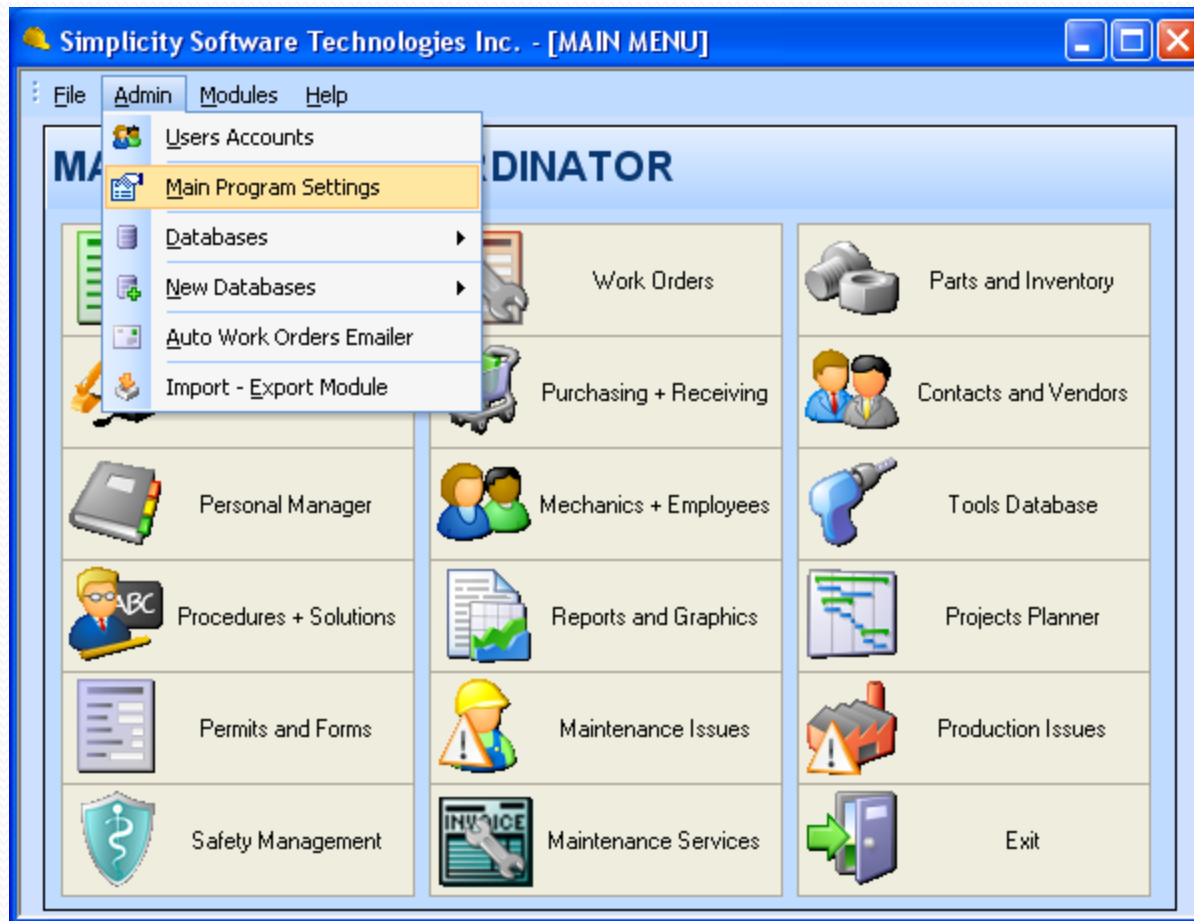 Simplicity Software Technologies Inc. - [MAIN MENU]
File Admin Modules Help
Users Accounts
Main Program Settings
Databases
New Databases
Auto Work Orders Emailer
Import - Export Module
Work Orders
Parts and Inventory
Purchasing + Receiving
Contacts and Vendors
Personal Manager
Mechanics + Employees
Tools Database
ABC
Procedures + Solutions
Reports and Graphics
Projects Planner
Permits and Forms
Maintenance Issues
Production Issues
Safety Management
INVOICE
Maintenance Services
Exit